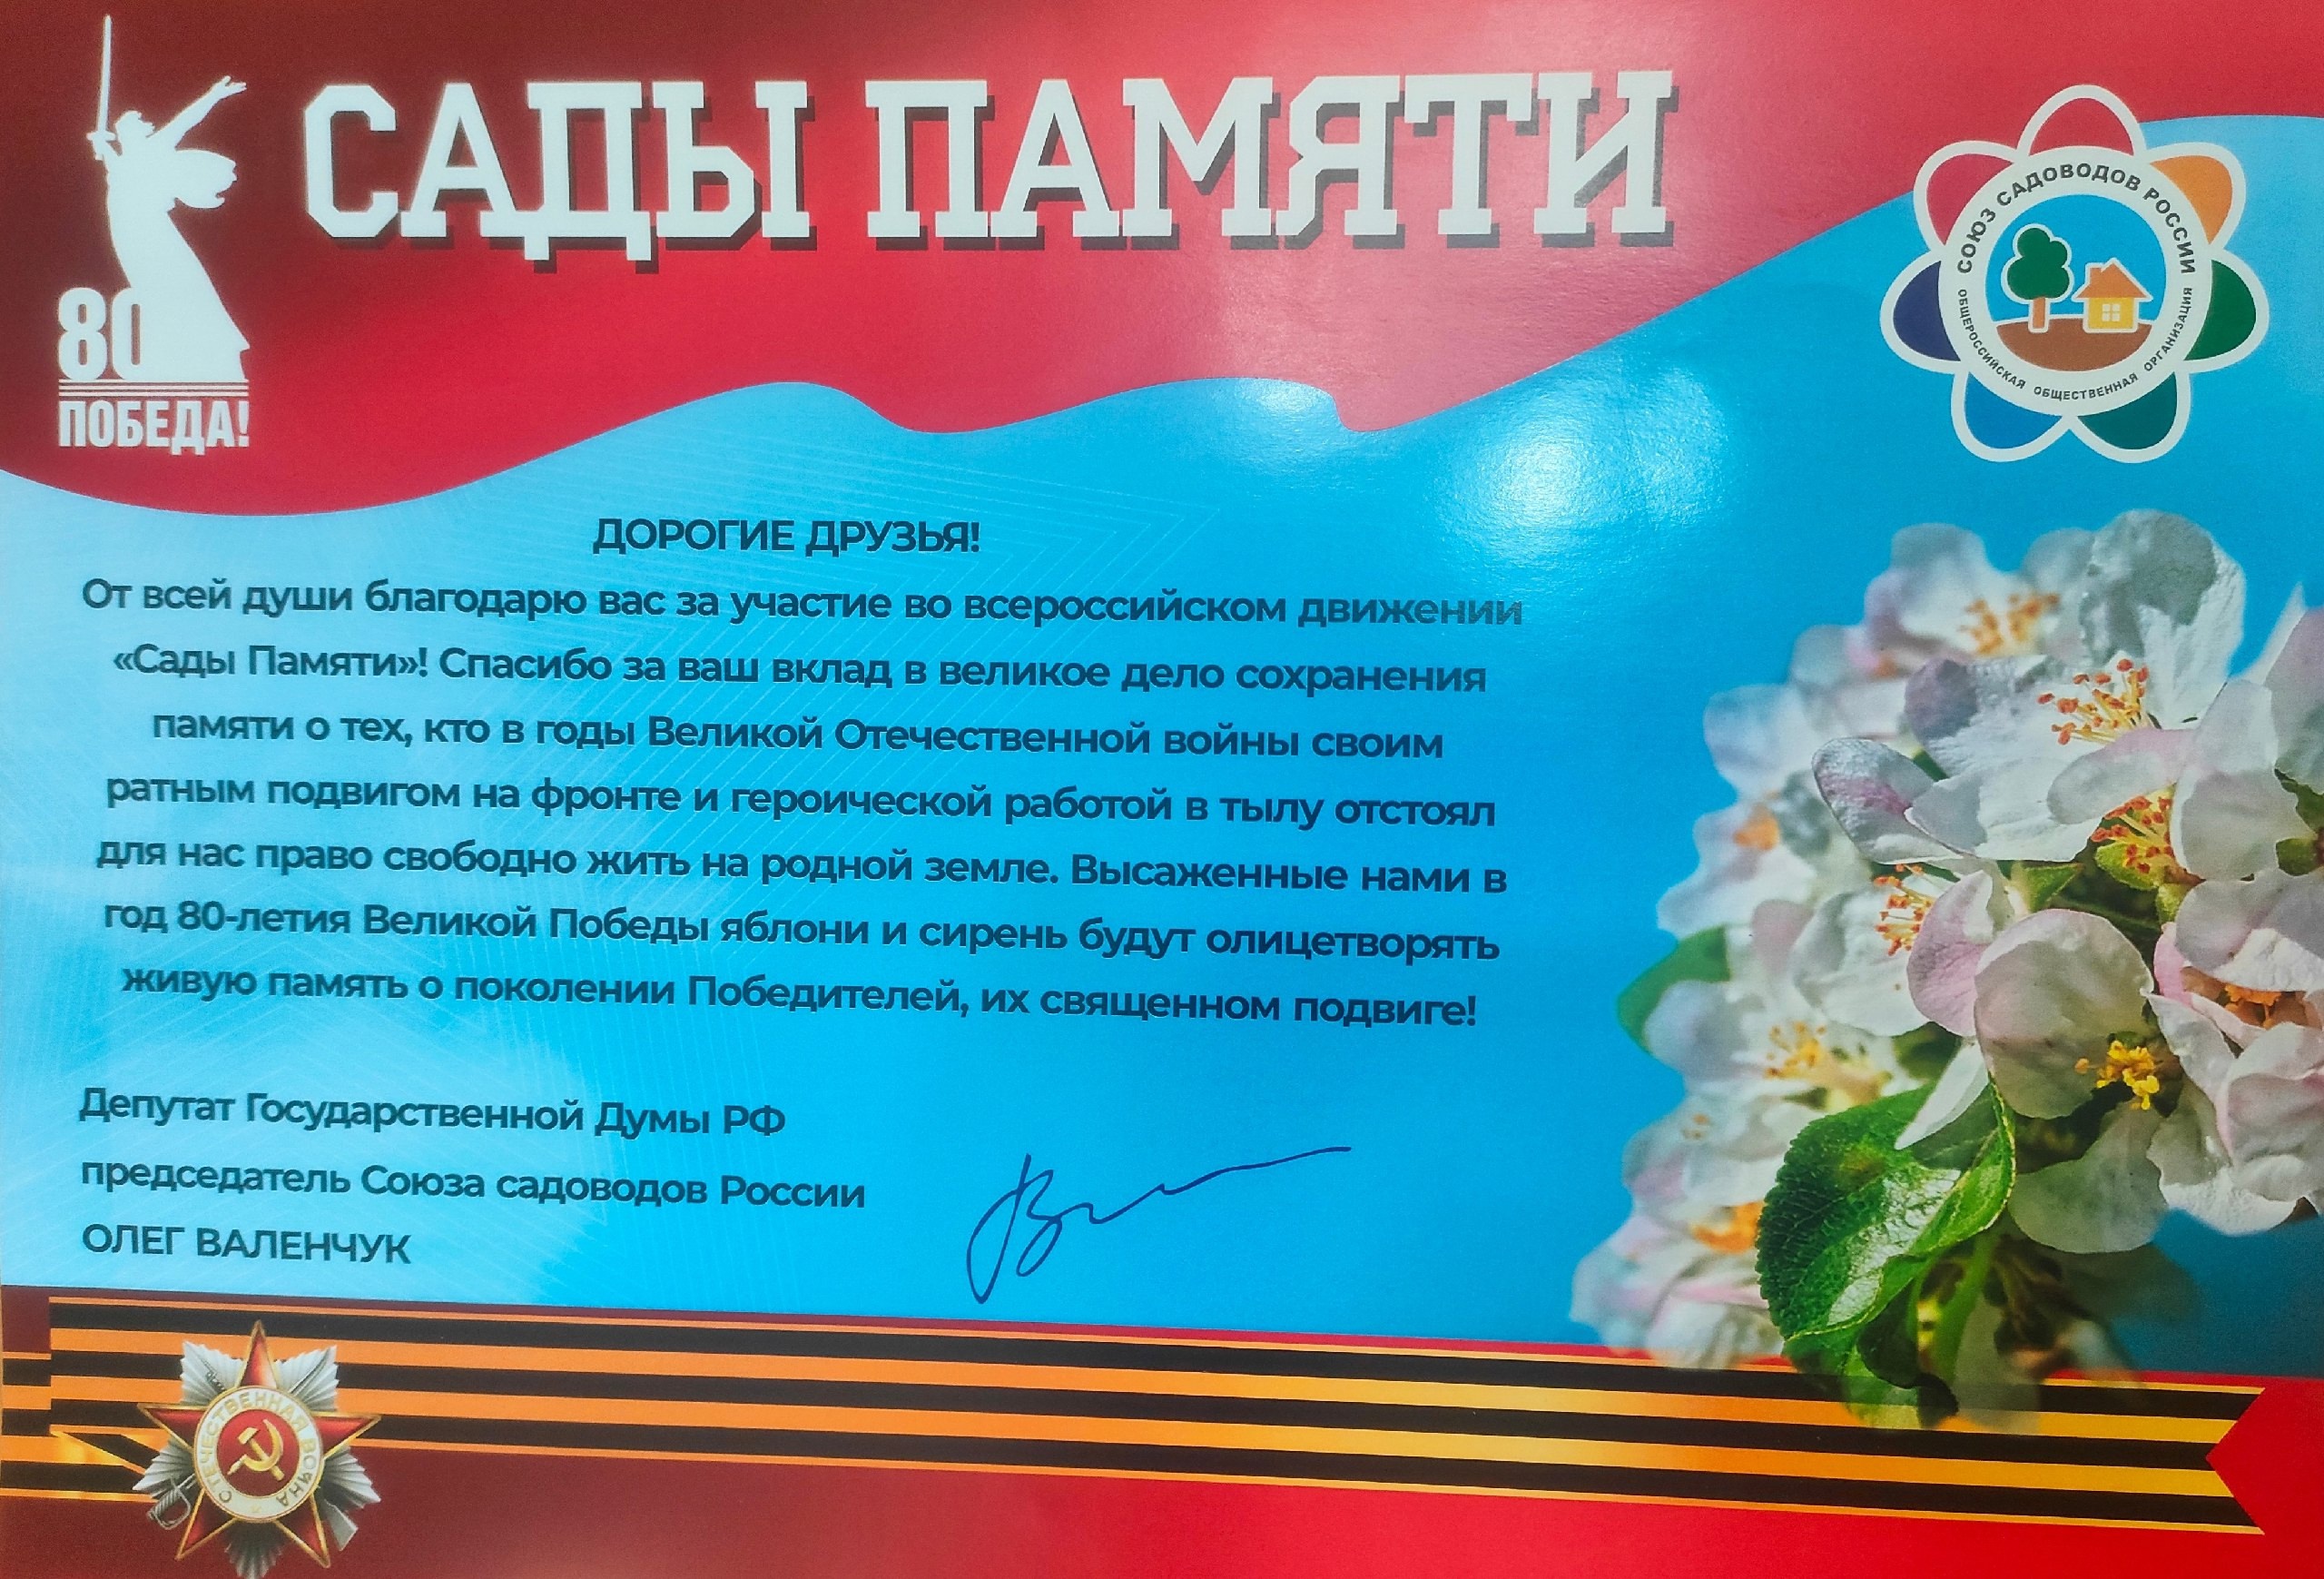 САДЫ ПАМЯТИ
80
ПОБЕДА!
СОЮЗ САДОВОДОВ РОССИИ
ОБЩЕРОССИЙСКАЯ ОБЩЕСТВЕННАЯ ОРГАНИЗАЦИЯ
ДОРОГИЕ ДРУЗЬЯ!
От всей души благодарю вас за участие во всероссийском движении
«Сады Памяти»! Спасибо за ваш вклад в великое дело сохранения
памяти о тех, кто в годы Великой Отечественной войны своим
ратным подвигом на фронте и героической работой в тылу отстоял
для нас право свободно жить на родной земле. Высаженные нами в
год 80-летия Великой Победы яблони и сирень будут олицетворять
живую память о поколении Победителей, их священном подвиге!
Депутат Государственной Думы РФ
председатель Союза садоводов России
ОЛЕГ ВАЛЕНЧУК
ОТЕЧЕСТВЕННАЯ ВОЙНА